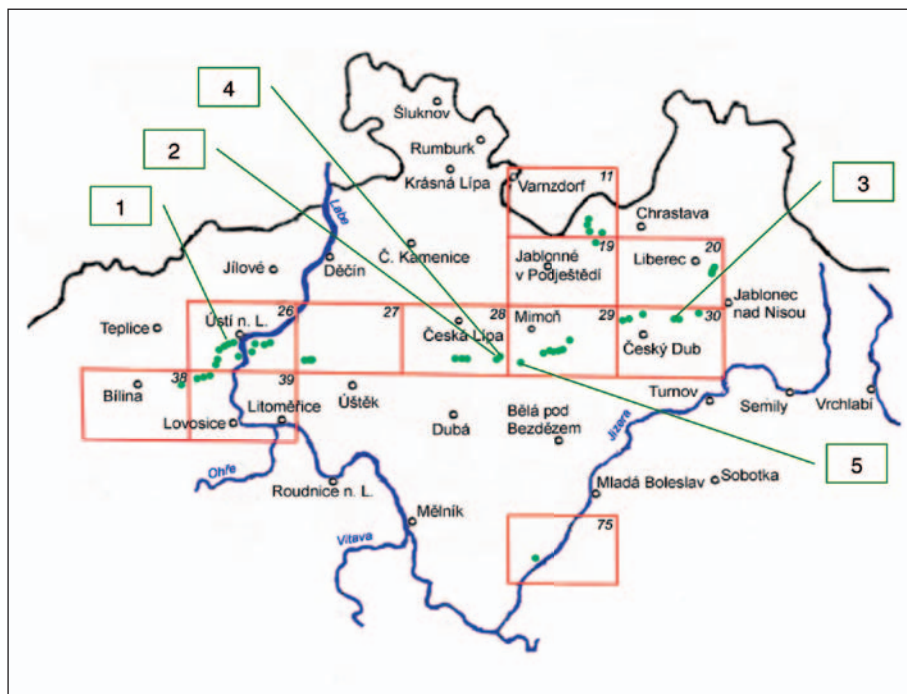 4
Šluknov
2
Rumburk
Krásná Lípa
Varnzdorf
11
3
1
Labe
Chrastava
Č. Kamenice
Jílové
Děčín
Jablonné
v Podještědí
19
Liberec
20
Teplice
Ústí n. L.
26
27
Česká Lípa
28
Mimoň
29
Český Dub
30
Jablonec
nad Nisou
Bílina
38
39
Lovosice
Litoměřice
Úštěk
Dubá
Bělá pod
Bezdězem
Jizera
Turnov
Semily
Vrchlabí
5
Ohře
Roudnice n. L.
Mělník
Mladá Boleslav
Sobotka
Vltava
75